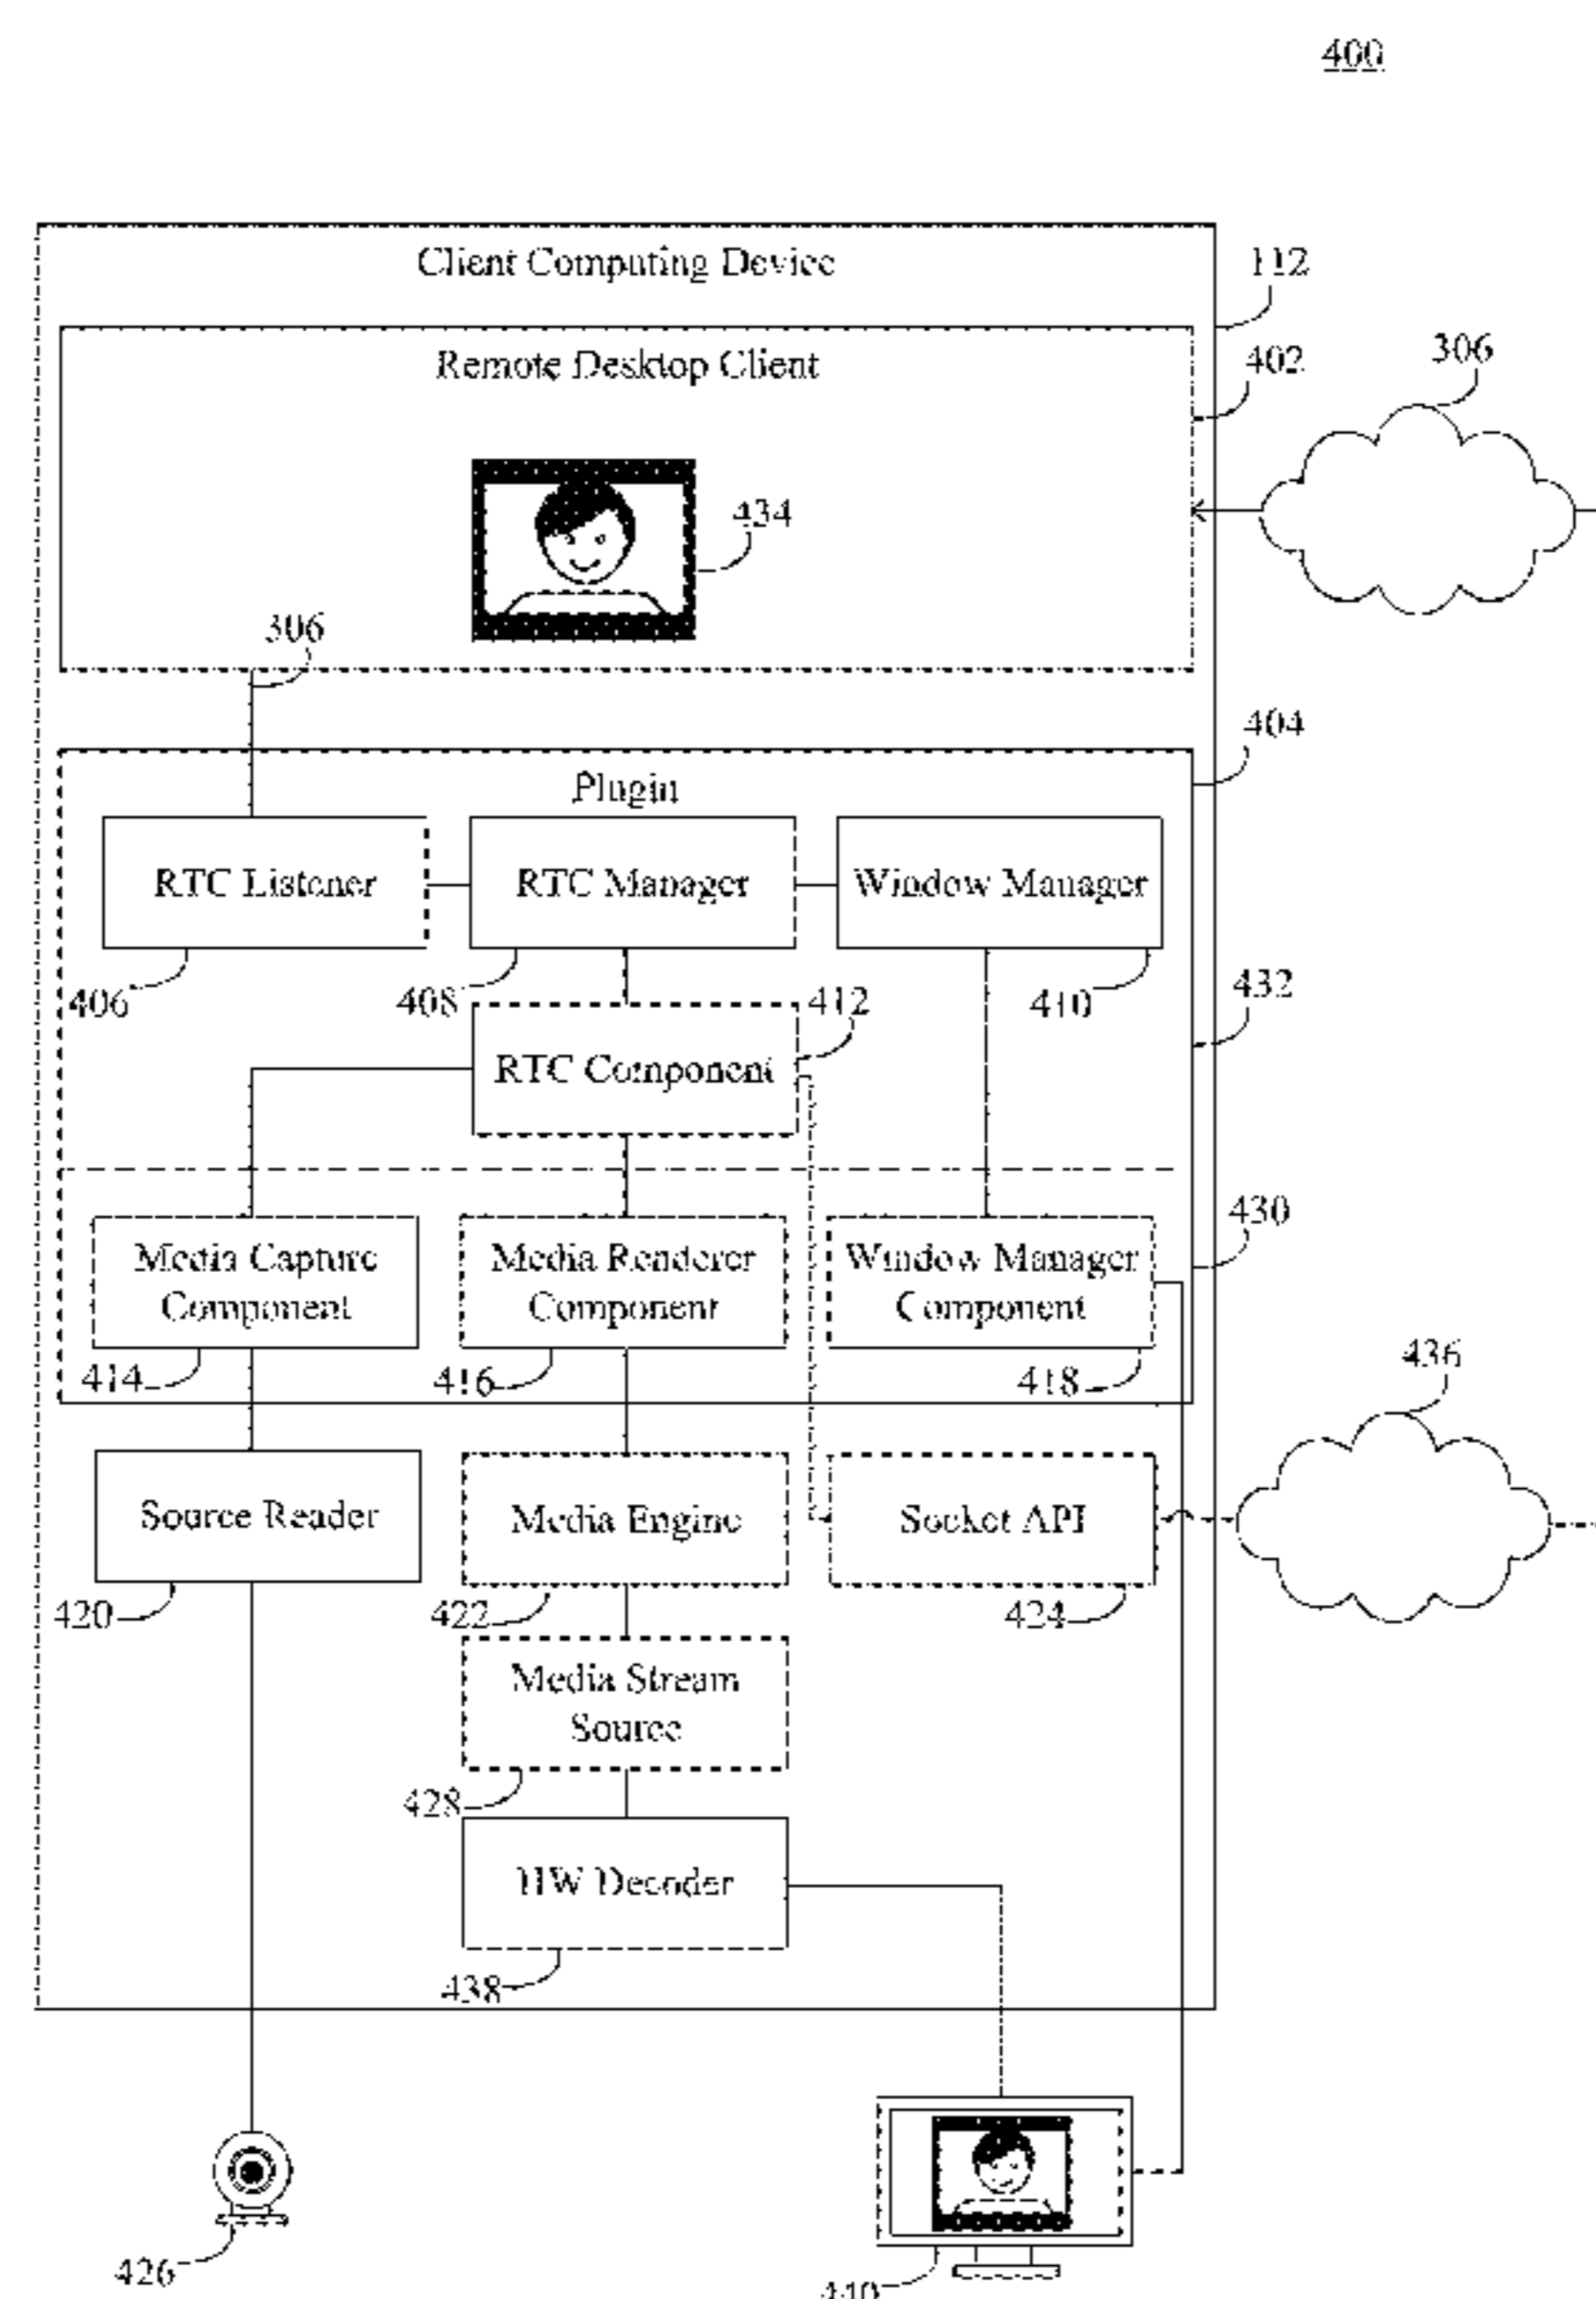 400
Client Computing Device
112
Remote Desktop Client
402
306
434
306
404
Plugin
RTC Listener
RTC Manager
Window Manager
406
408
410
432
412
RTC Component
430
Media Capture
Component
Media Renderer
Component
Window Manager
Component
414
416
418
436
Source Reader
Media Engine
Socket API
420
422
424
Media Stream
Source
428
HW Decoder
438
426
440